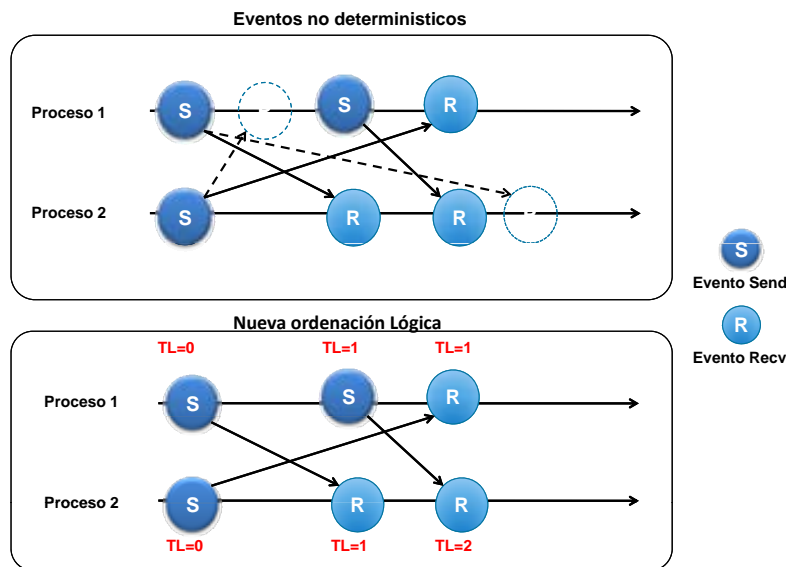 Eventos no deterministicos
S
S
R
Proceso 1
Proceso 2
S
R
R
S
Evento Send
R
Evento Recv
Nueva ordenación Lógica
TL=0 TL=1 TL=1
Proceso 1
S
S
R
Proceso 2
S
R
R
TL=0 TL=1 TL=2